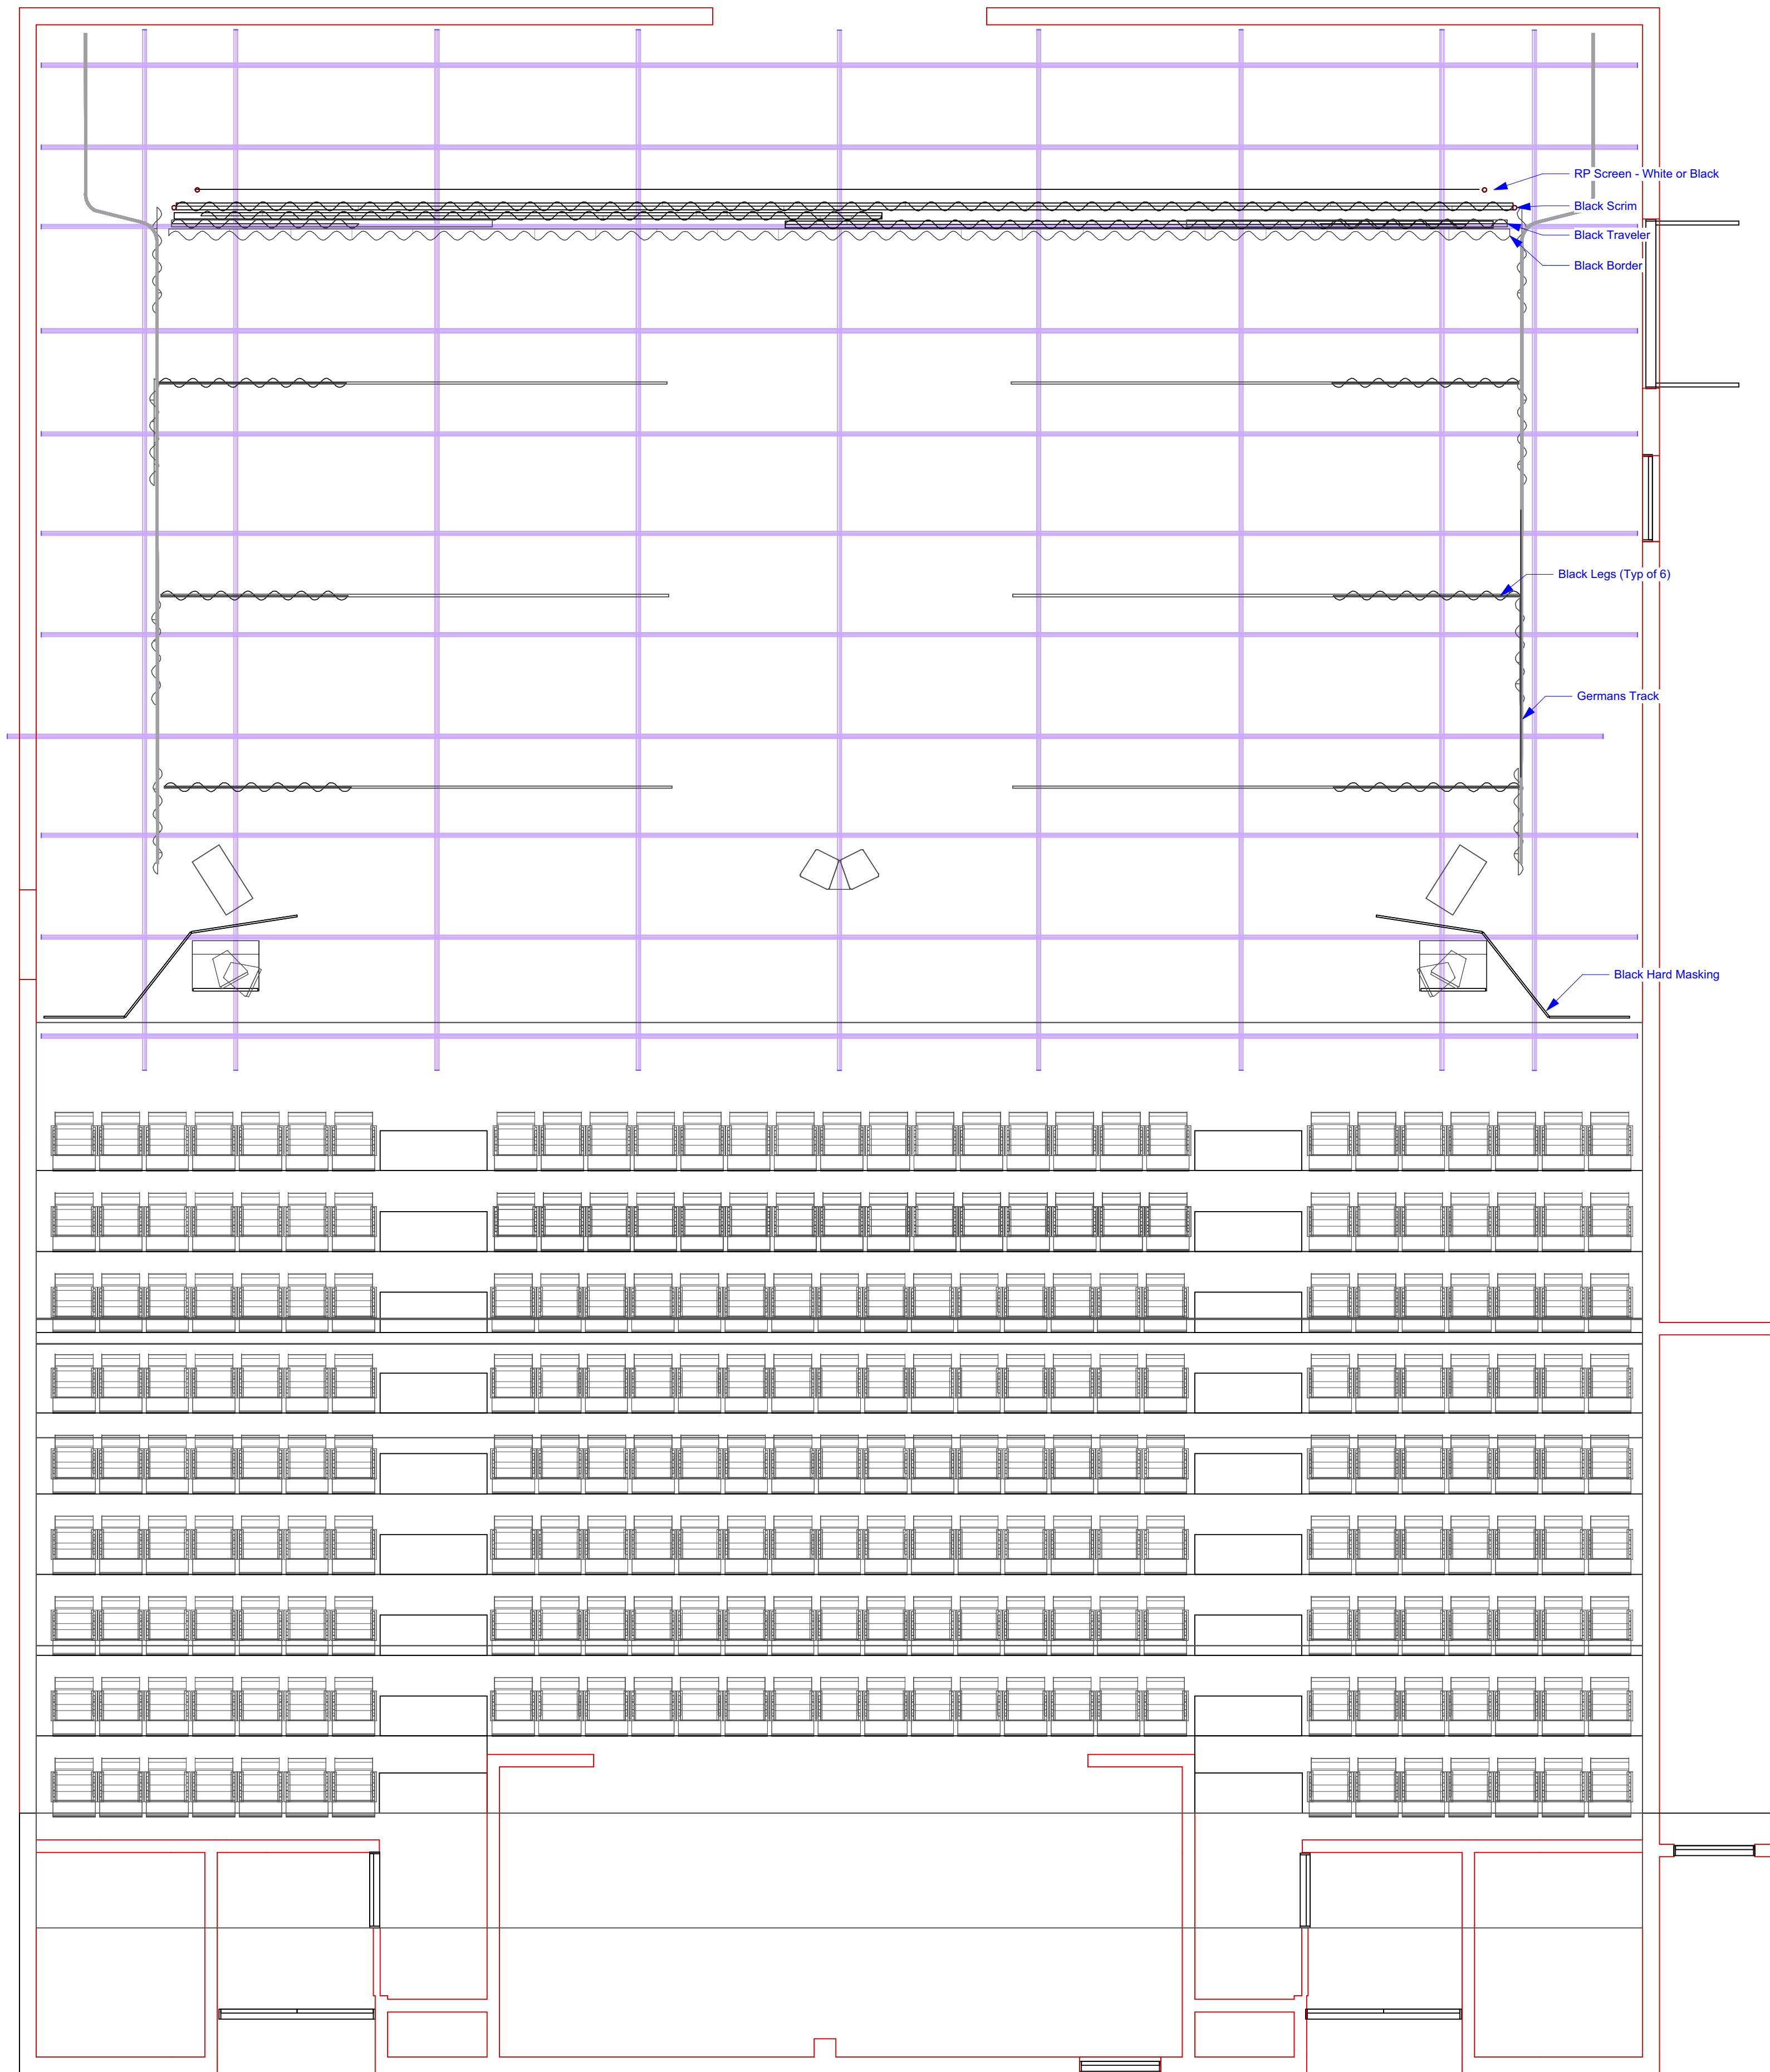 RP Screen - White or Black
Black Scrim
Black Traveler
Black Border
Black Legs (Typ of 6)
Germans Track
Black Hard Masking